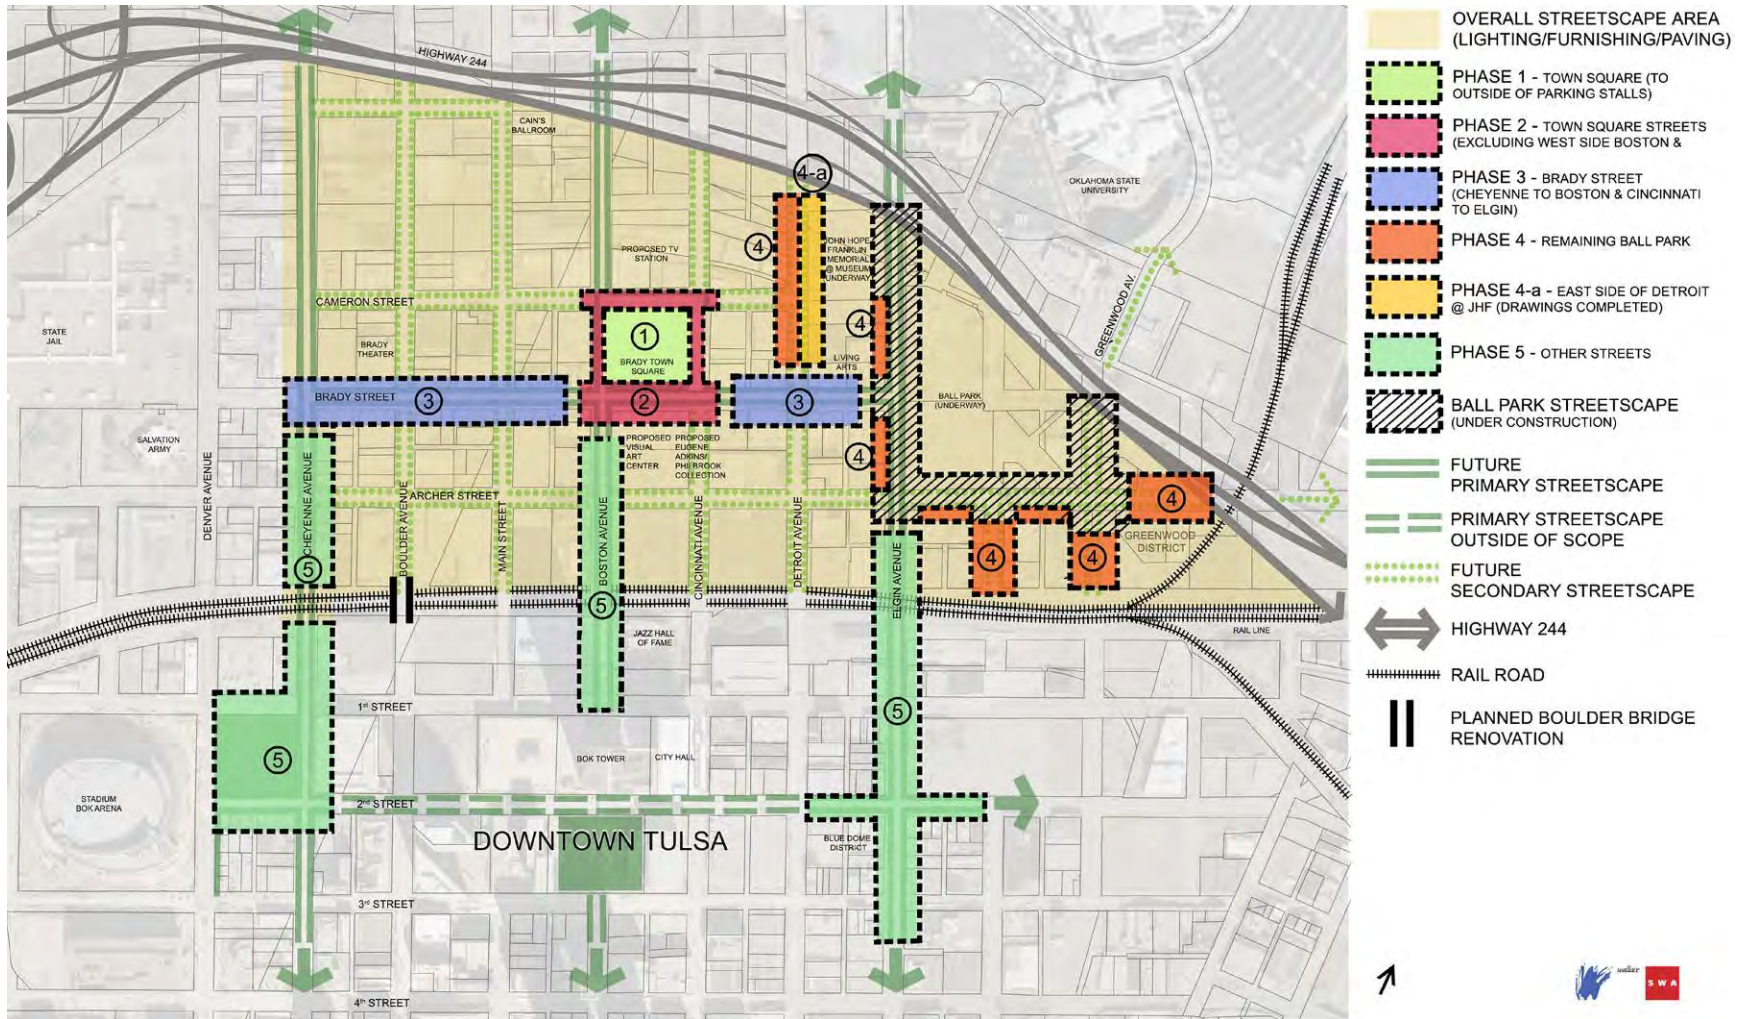 HIGHWAY 244
CAIN'S
BALLROOM
4-a
OKLAHOMA STATE
UNIVERSITY
4
JOHN HOPE
FRANKLIN
MEMORIAL
@ MUSEUM
UNDERWAY
PROPOSED TV
STATION
GREENWOOD AV.
CAMERON STREET
STATE
JAIL
BRADY
THEATER
1
BRADY TOWN
SQUARE
4
LIVING
ARTS
BRADY STREET
3
2
3
BALL PARK
(UNDERWAY)
SALVATION
ARMY
PROPOSED
VISUAL
ART
CENTER
PROPOSED
EUGENE
ADKINS/
PHILBROOK
COLLECTION
4
DENVER AVENUE
CHEYENNE AVENUE
BOULDER AVENUE
ARCHER STREET
MAIN STREET
BOSTON AVENUE
CINCINNATI AVENUE
DETROIT AVENUE
ELGIN AVENUE
4
GREENWOOD
DISTRICT
4
4
5
5
JAZZ HALL
OF FAME
RAIL LINE
1st STREET
5
5
BOK TOWER
CITY HALL
STADIUM
BOK ARENA
2nd STREET
DOWNTOWN TULSA
BLUE DOME
DISTRICT
3rd STREET
4th STREET
OVERALL STREETSCAPE AREA
(LIGHTING/FURNISHING/PAVING)
PHASE 1 - TOWN SQUARE (TO
OUTSIDE OF PARKING STALLS)
PHASE 2 - TOWN SQUARE STREETS
(EXCLUDING WEST SIDE BOSTON &
PHASE 3 - BRADY STREET
(CHEYENNE TO BOSTON & CINCINNATI
TO ELGIN)
PHASE 4 - REMAINING BALL PARK
PHASE 4-a - EAST SIDE OF DETROIT
@ JHF (DRAWINGS COMPLETED)
PHASE 5 - OTHER STREETS
BALL PARK STREETSCAPE
(UNDER CONSTRUCTION)
FUTURE
PRIMARY STREETSCAPE
PRIMARY STREETSCAPE
OUTSIDE OF SCOPE
FUTURE
SECONDARY STREETSCAPE
HIGHWAY 244
RAIL ROAD
PLANNED BOULDER BRIDGE
RENOVATION
SWA